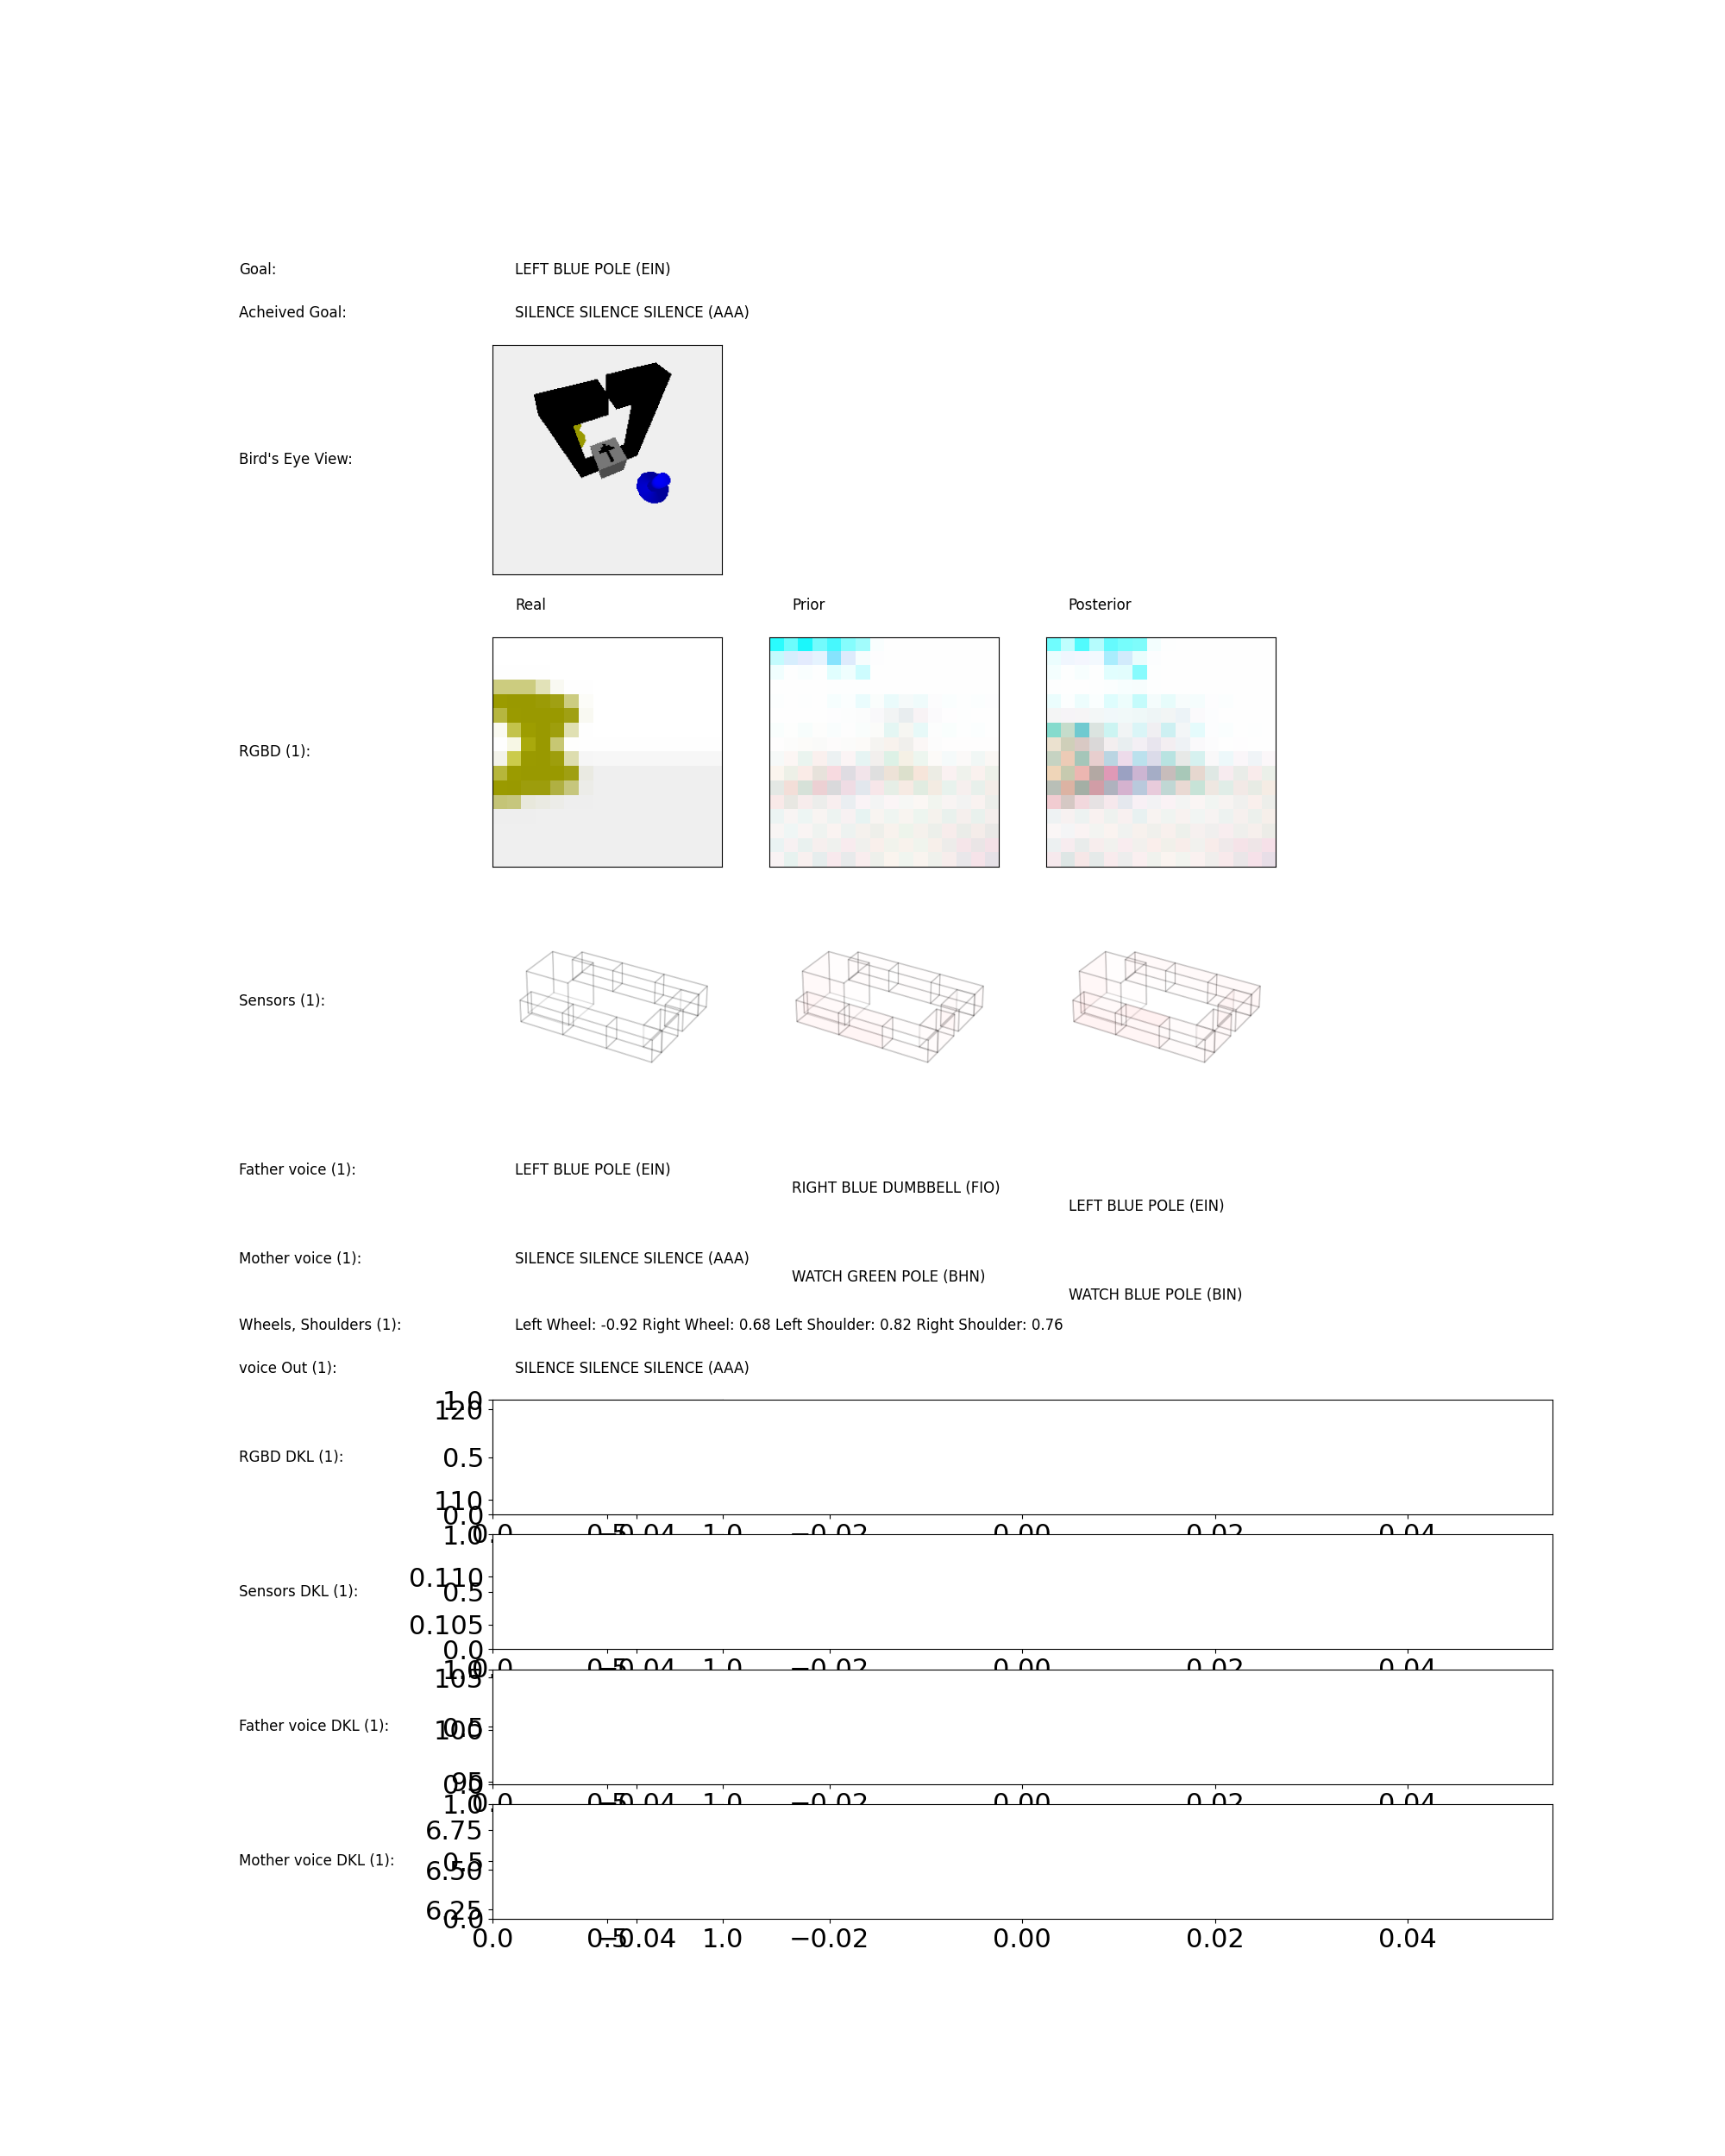 Goal: LEFT BLUE POLE (EIN)
Acheived Goal: SILENCE SILENCE SILENCE (AAA)
Bird's Eye View:
Real Prior Posterior
RGBD (1):
Sensors (1):
Father voice (1): LEFT BLUE POLE (EIN)
RIGHT BLUE DUMBBELL (FIO)
LEFT BLUE POLE (EIN)
Mother voice (1): SILENCE SILENCE SILENCE (AAA)
WATCH GREEN POLE (BHN)
WATCH BLUE POLE (BIN)
Wheels, Shoulders (1): Left Wheel: -0.92 Right Wheel: 0.68 Left Shoulder: 0.82 Right Shoulder: 0.76
voice Out (1): SILENCE SILENCE SILENCE (AAA)
1.0
120
RGBD DKL (1): 0.5
110
0.0
0.0 0.5 −0.04 1.0 −0.02 0.00 0.02 0.04
1.0
0.110
Sensors DKL (1): 0.5
0.105
0.0
0.0 0.5 −0.04 1.0 −0.02 0.00 0.02 0.04
1.0
105
Father voice DKL (1): 0.5
100
95
0.0
0.0 0.5 −0.04 1.0 −0.02 0.00 0.02 0.04
1.0
6.75
Mother voice DKL (1): 0.5
6.50
6.25
0.0
0.0 0.5 −0.04 1.0 −0.02 0.00 0.02 0.04